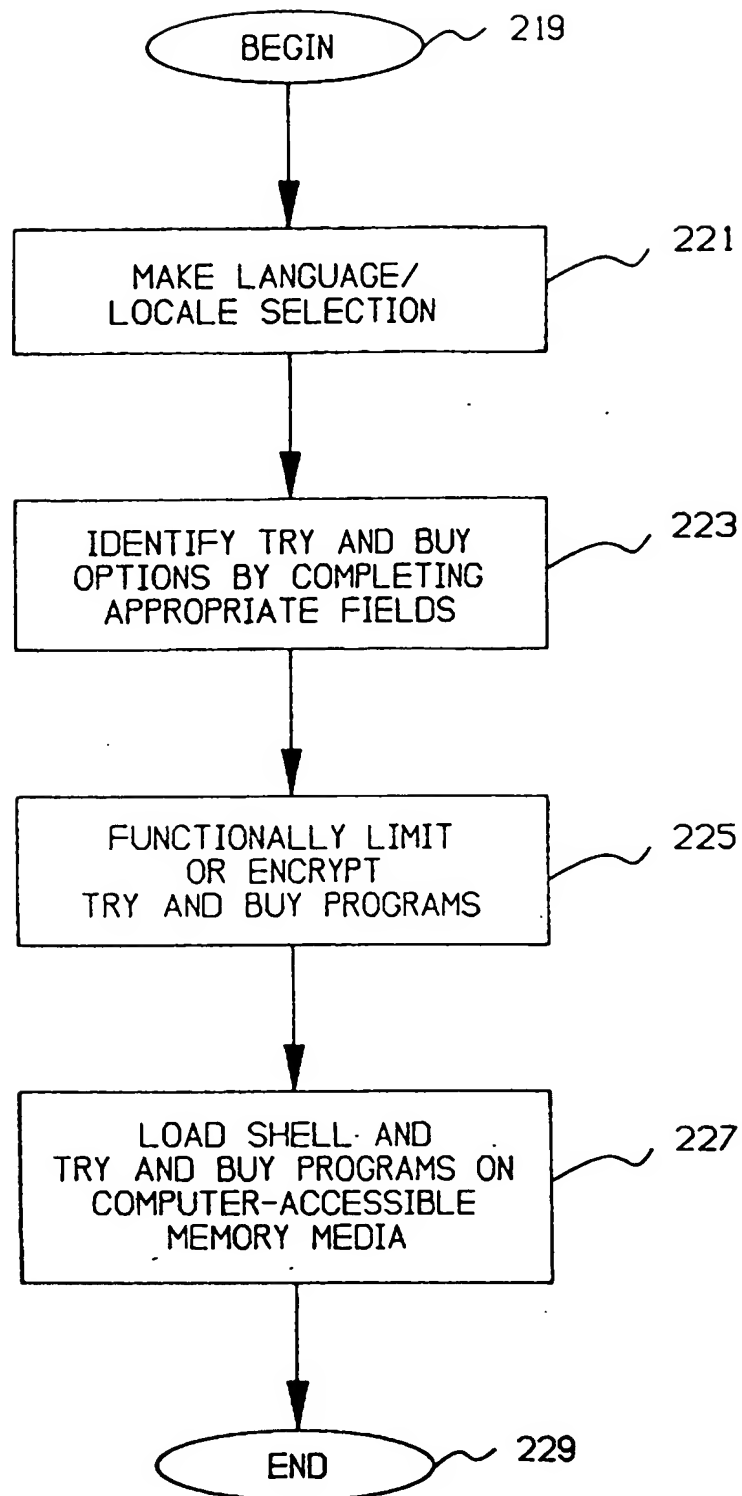 BEGIN
219
MAKE LANGUAGE/
LOCALE SELECTION
221
IDENTIFY TRY AND BUY
OPTIONS BY COMPLETING
APPROPRIATE FIELDS
223
FUNCTIONALLY LIMIT
OR ENCRYPT
TRY AND BUY PROGRAMS
225
LOAD SHELL AND
TRY AND BUY PROGRAMS ON
COMPUTER-ACCESSIBLE
MEMORY MEDIA
227
END
229